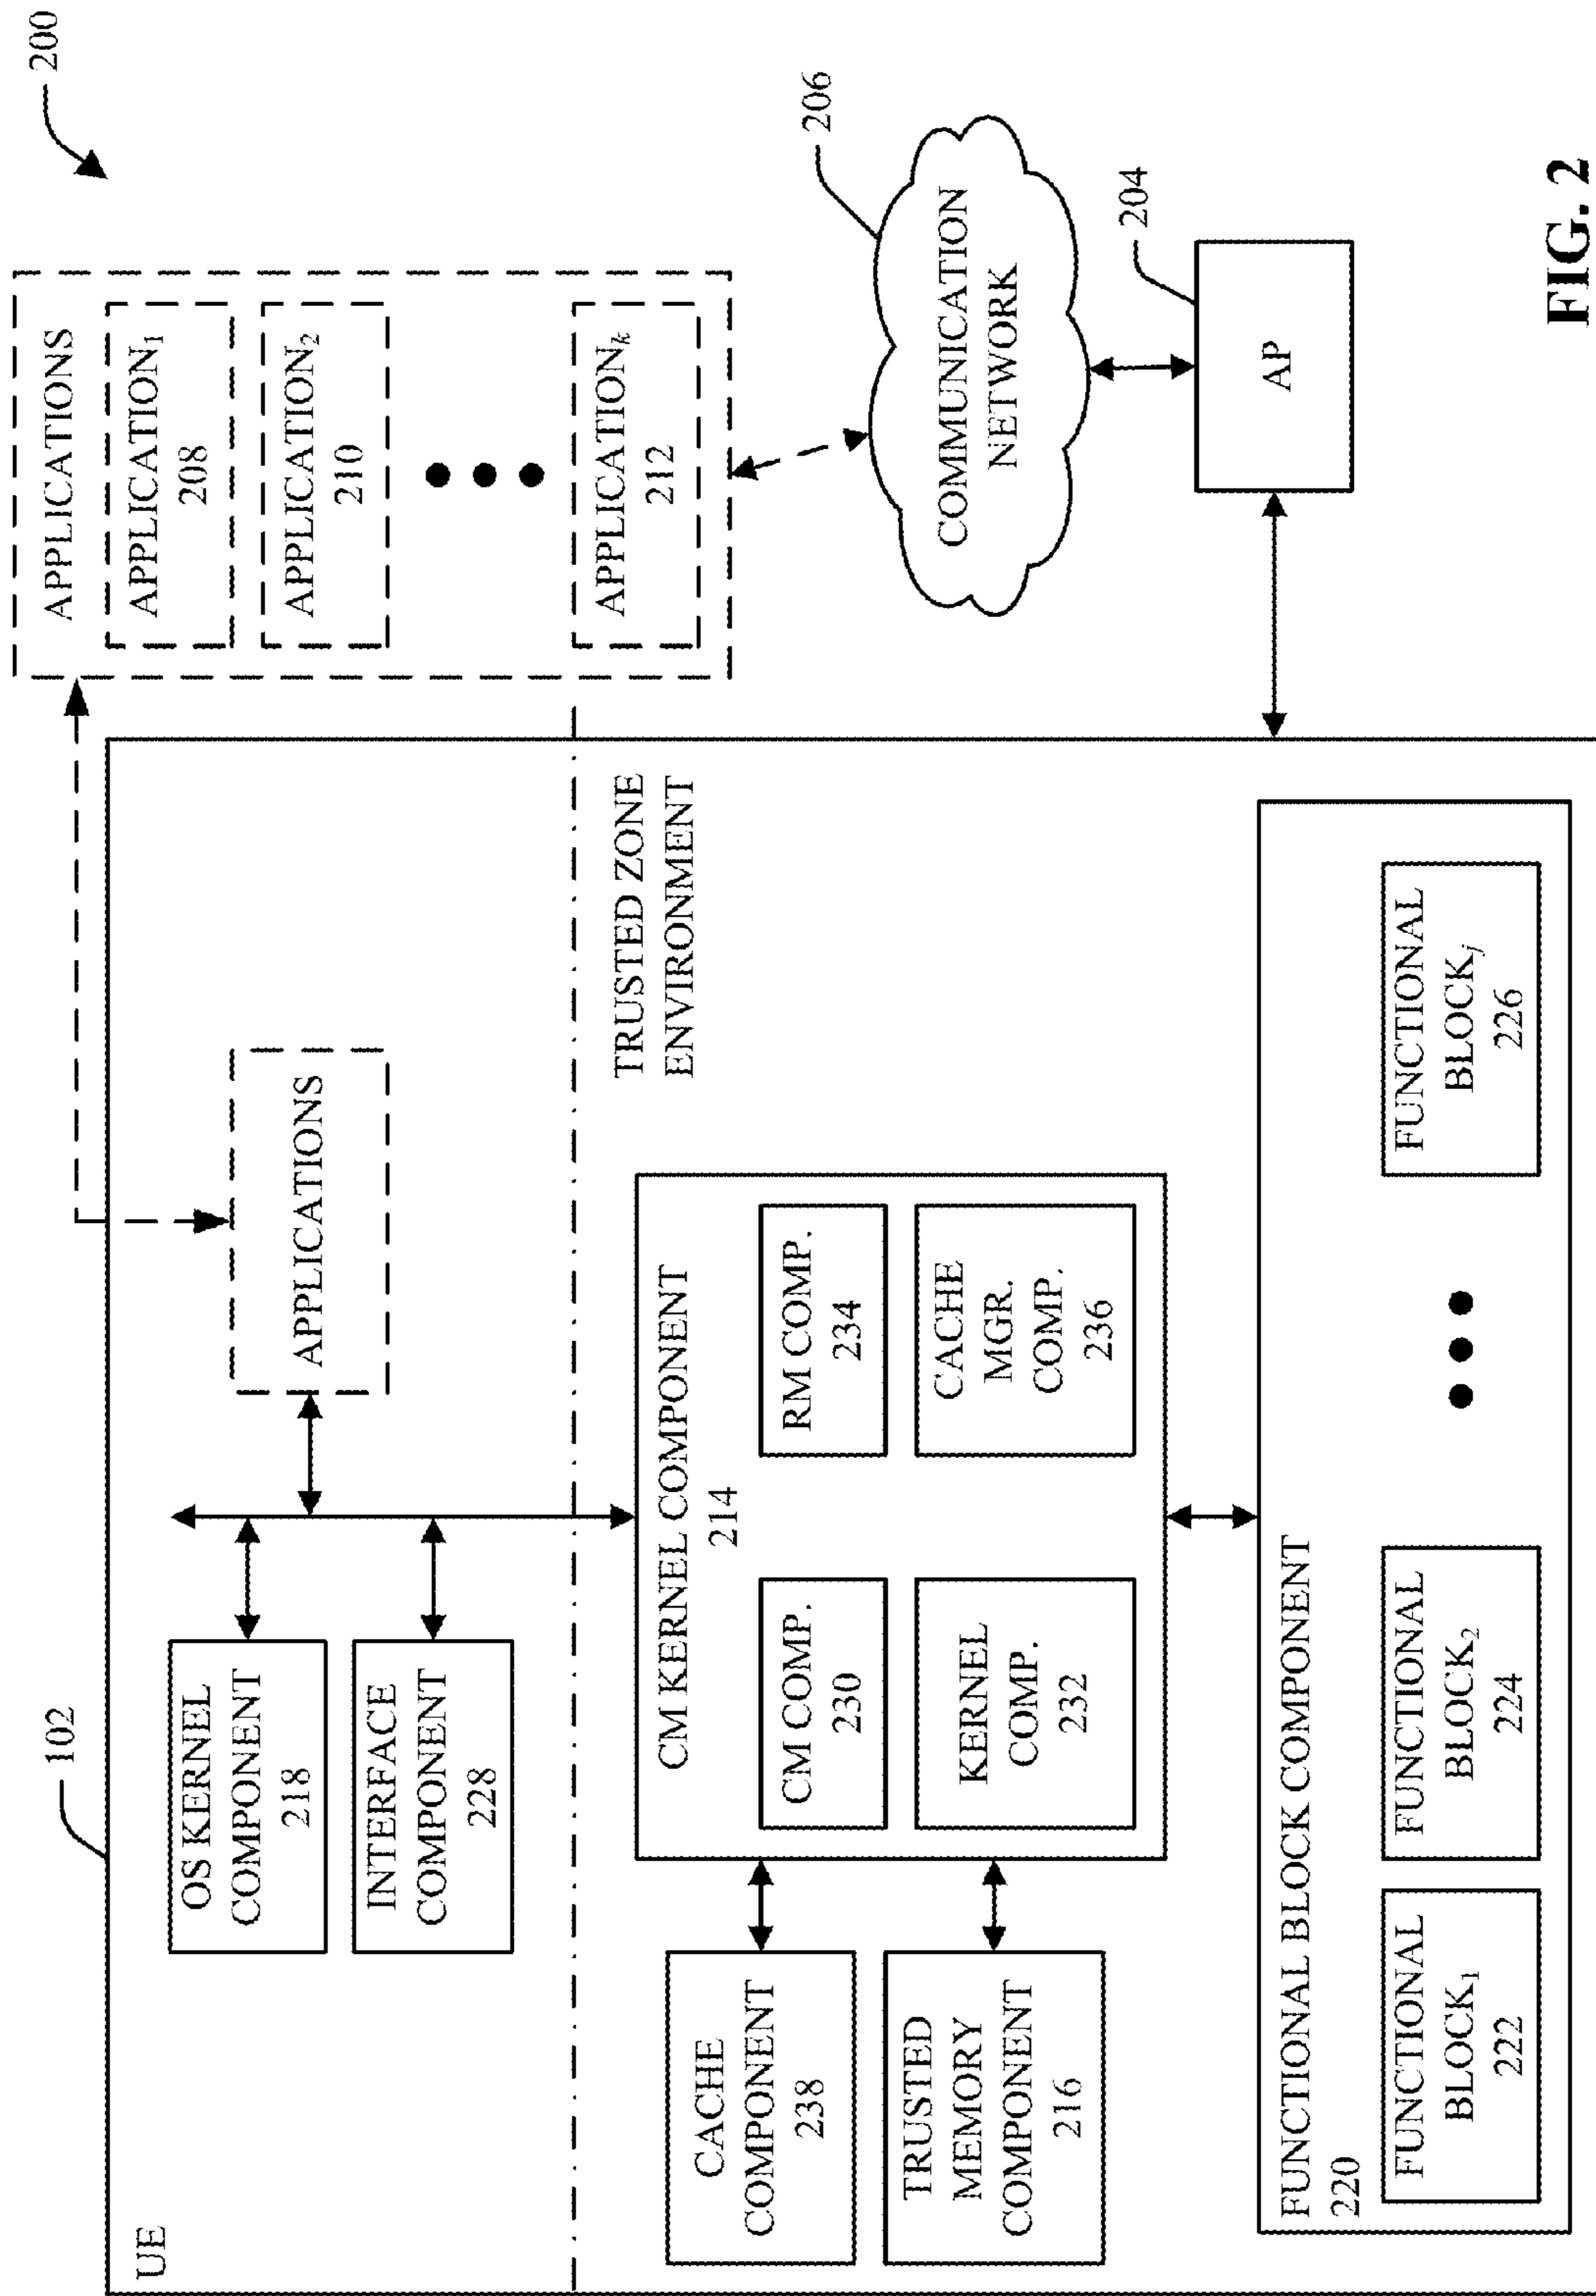 200
102
UE
OS KERNEL
COMPONENT
218
INTERFACE
COMPONENT
228
APPLICATIONS
APPLICATIONS
APPLICATION1
208
APPLICATION2
210
APPLICATIONk
212
TRUSTED ZONE
ENVIRONMENT
CACHE
COMPONENT
238
TRUSTED
MEMORY
COMPONENT
216
CM KERNEL COMPONENT
214
CM COMP.
230
RM COMP.
234
KERNEL
COMP.
232
CACHE
MGR.
COMP.
236
206
COMMUNICATION
NETWORK
204
AP
FUNCTIONAL BLOCK COMPONENT
220
FUNCTIONAL
BLOCK1
222
FUNCTIONAL
BLOCK2
224
FUNCTIONAL
BLOCKj
226
FIG. 2